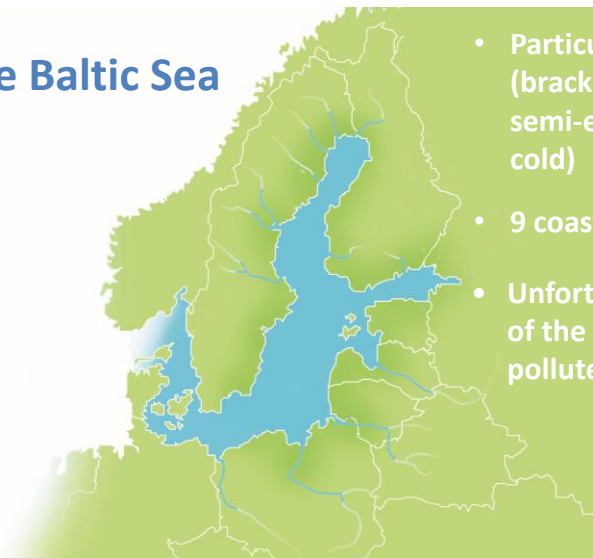 e Baltic Sea
• Particu
(brack
semi-e
cold)
• 9 coas
• Unfort
of the
pollute